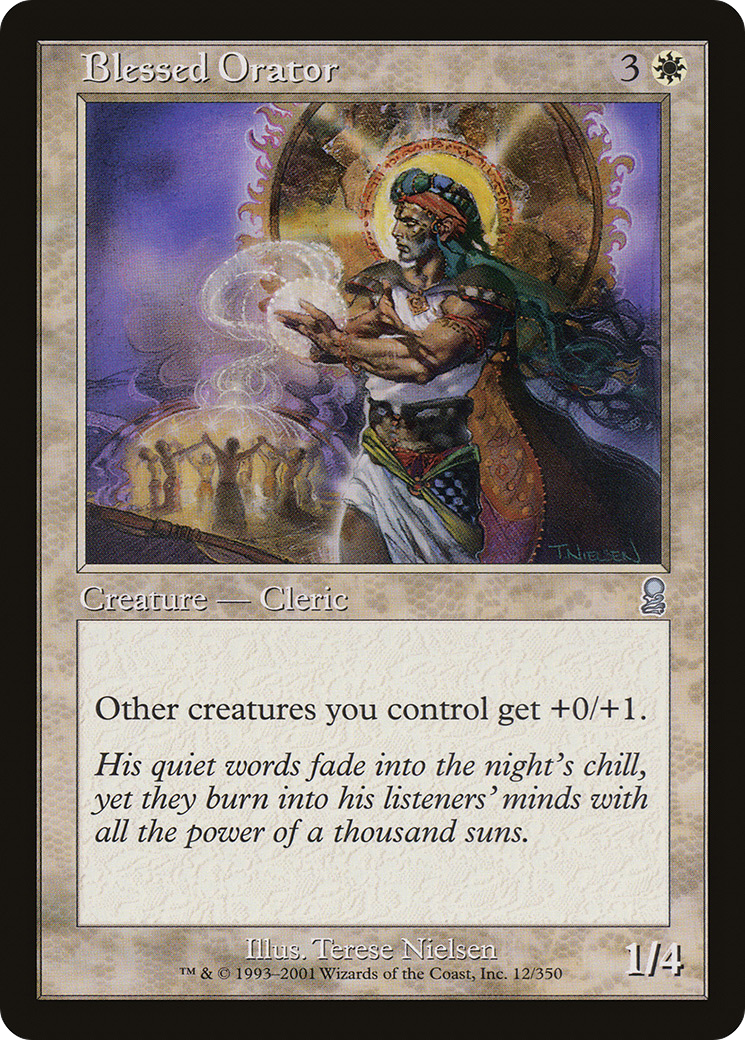 Blessed Orator 3
T. NIELSEN
Creature — Cleric
Other creatures you control get +0/+1.
His quiet words fade into the night's chill,
yet they burn into his listeners' minds with
all the power of a thousand suns.
Illus. Terese Nielsen
™ & © 1993–2001 Wizards of the Coast, Inc. 12/350
1/4